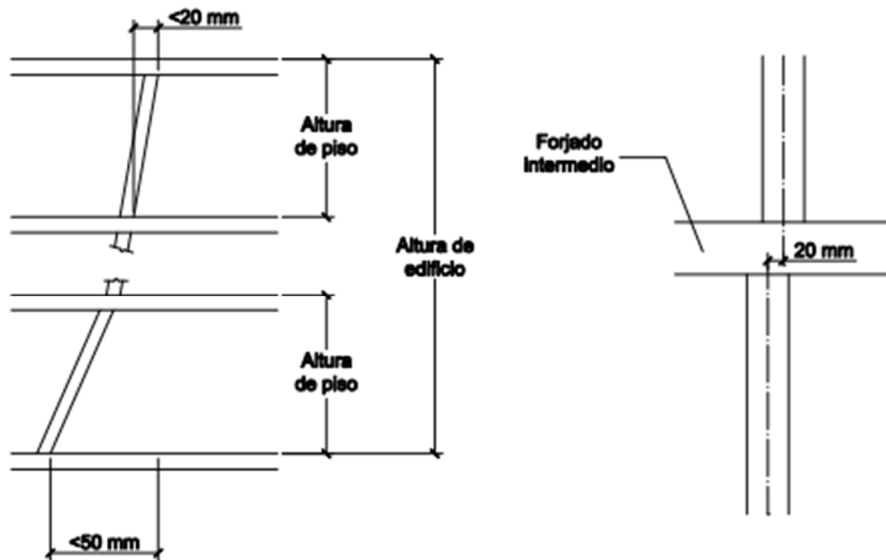 <20 mm
Altura
de piso
Altura de
edificio
Altura
de piso
<50 mm
Forjado
Intermedio
20 mm